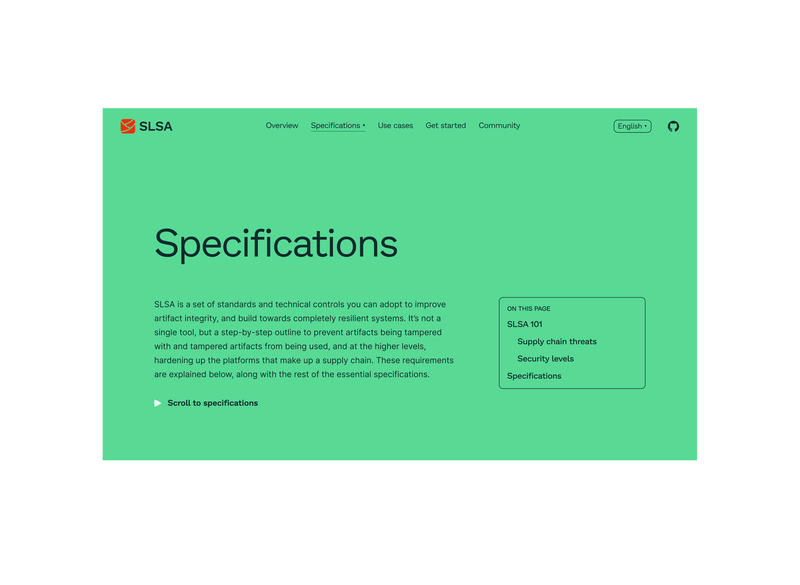 SLSA
Overview
Specifications
Use cases
Get started
Community
English
Specifications
SLSA is a set of standards and technical controls you can adopt to improve
artifact integrity, and build towards completely resilient systems. It's not a
single tool, but a step-by-step outline to prevent artifacts being tampered
with and tampered artifacts from being used, and at the higher levels,
hardening up the platforms that make up a supply chain. These requirements
are explained below, along with the rest of the essential specifications.
Scroll to specifications
ON THIS PAGE
SLSA 101
Supply chain threats
Security levels
Specifications